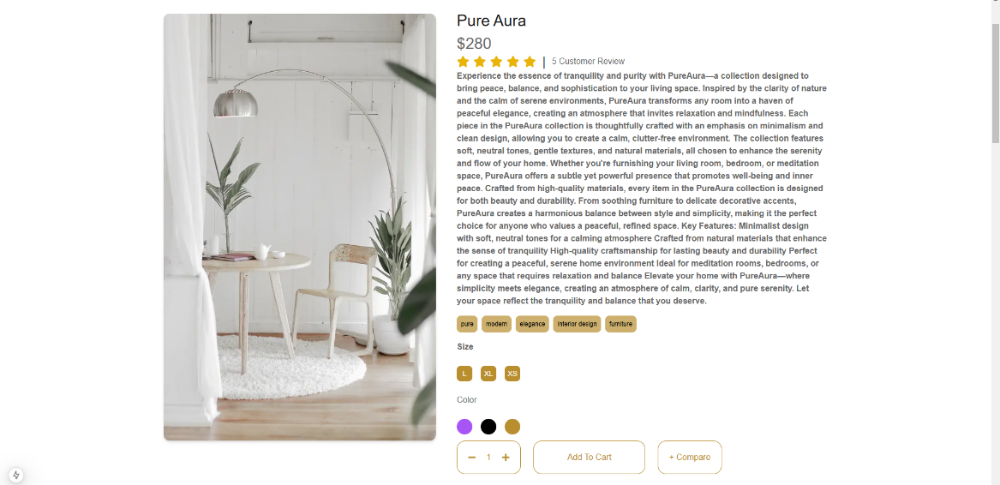 Pure Aura
$280
| 5 Customer Review
Experience the essence of tranquility and purity with PureAura—a collection designed to
bring peace, balance, and sophistication to your living space. Inspired by the clarity of nature
and the calm of serene environments, PureAura transforms any room into a haven of
peaceful elegance, creating an atmosphere that invites relaxation and mindfulness. Each
piece in the PureAura collection is thoughtfully crafted with an emphasis on minimalism and
clean design, allowing you to create a calm, clutter-free environment. The collection features
soft, neutral tones, gentle textures, and natural materials, all chosen to enhance the serenity
and flow of your home. Whether you're furnishing your living room, bedroom, or meditation
space, PureAura offers a subtle yet powerful presence that promotes well-being and inner
peace. Crafted from high-quality materials, every item in the PureAura collection is designed
for both beauty and durability. From soothing furniture to delicate decorative accents,
PureAura creates a harmonious balance between style and simplicity, making it the perfect
choice for anyone who values a peaceful, refined space. Key Features: Minimalist design
with soft, neutral tones for a calming atmosphere Crafted from natural materials that enhance
the sense of tranquility High-quality craftsmanship for lasting beauty and durability Perfect
for creating a peaceful, serene home environment Ideal for meditation rooms, bedrooms, or
any space that requires relaxation and balance Elevate your home with PureAura—where
simplicity meets elegance, creating an atmosphere of calm, clarity, and pure serenity. Let
your space reflect the tranquility and balance that you deserve.
pure modern elegance interior design furniture
Size
L XL XS
Color
− 1 + Add To Cart + Compare